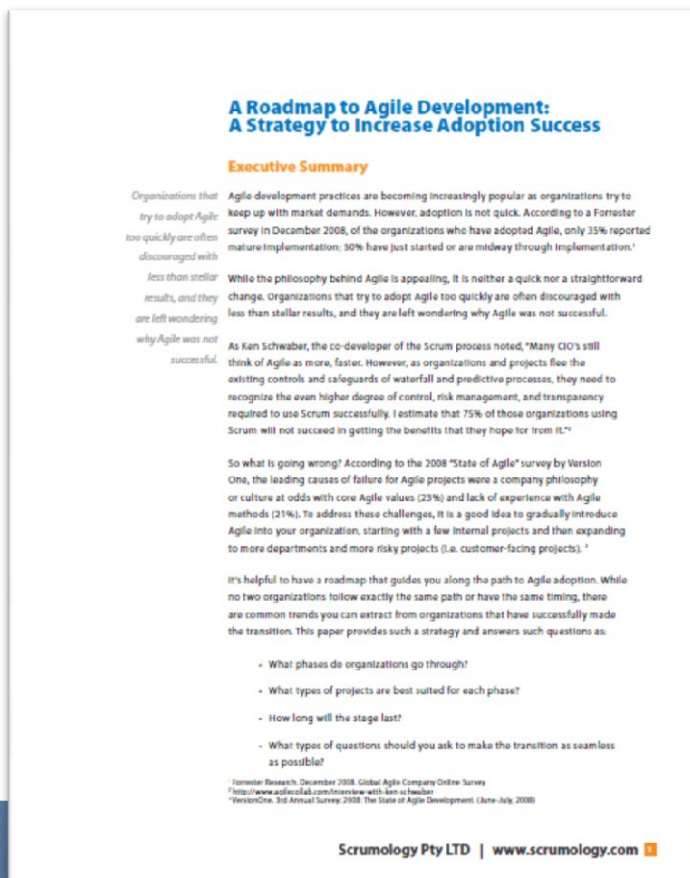 A Roadmap to Agile Development:
A Strategy to Increase Adoption Success
Executive Summary
Organizations that
try to adopt Agile
too quickly are often
discouraged with
less than stellar
results, and they
are left wondering
why Agile was not
successful.
Agile development practices are becoming increasingly popular as organizations try to
keep up with market demands. However, adoption is not quick. According to a Forrester
survey in December 2008, of the organizations who have adopted Agile, only 35% reported
mature implementation; 30% have just started or are midway through implementation.¹
While the philosophy behind Agile is appealing, it is neither a quick nor a straightforward
change. Organizations that try to adopt Agile too quickly are often discouraged with
less than stellar results, and they are left wondering why Agile was not successful.
As Ken Schwaber, the co-developer of the Scrum process noted, "Many CIO's still
think of Agile as more, faster. However, as organizations and projects flee the
existing controls and safeguards of waterfall and predictive processes, they need to
recognize the even higher degree of control, risk management, and transparency
required to use Scrum successfully. I estimate that 75% of those organizations using
Scrum will not succeed in getting the benefits that they hope for from it."²
So what is going wrong? According to the 2008 "State of Agile" survey by Version
One, the leading causes of failure for Agile projects were a company philosophy
or culture at odds with core Agile values (23%) and lack of experience with Agile
methods (21%). To address these challenges, it is a good idea to gradually introduce
Agile into your organization, starting with a few internal projects and then expanding
to more departments and more risky projects (i.e. customer-facing projects). ³
It's helpful to have a roadmap that guides you along the path to Agile adoption. While
no two organizations follow exactly the same path or have the same timing, there
are common trends you can extract from organizations that have successfully made
the transition. This paper provides such a strategy and answers such questions as:
- What phases do organizations go through?
- What types of projects are best suited for each phase?
- How long will the stage last?
- What types of questions should you ask to make the transition as seamless
as possible?
¹ Forrester Research. December 2008. Global Agile Company Online Survey
² http://www.agilecollab.com/interview-with-ken-schwaber
³ VersionOne. 3rd Annual Survey: 2008: The State of Agile Development. (June-July, 2008)
Scrumology Pty LTD | www.scrumology.com 1